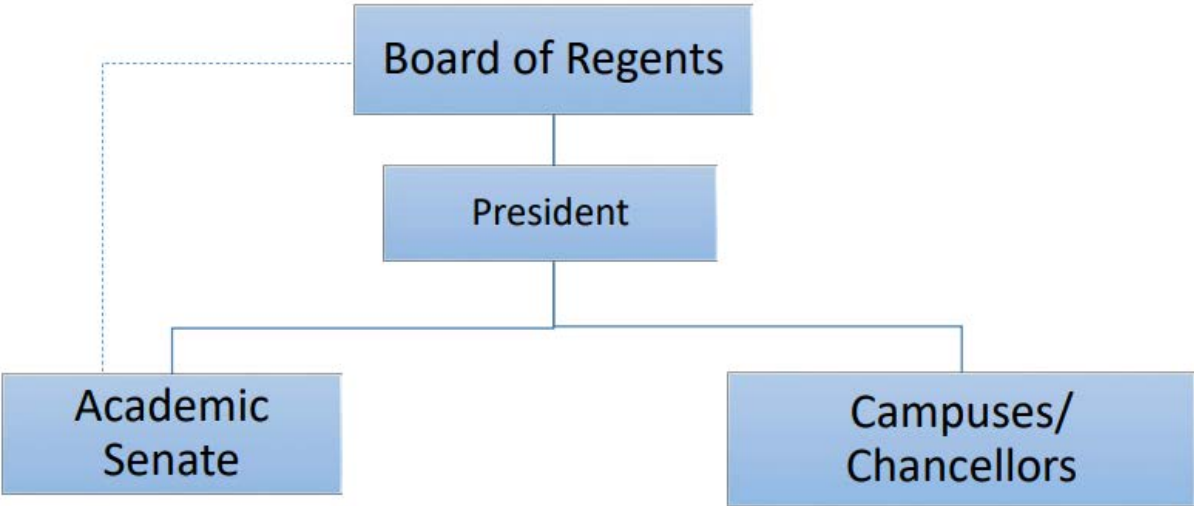 Board of Regents
President
Academic
Senate
Campuses/
Chancellors